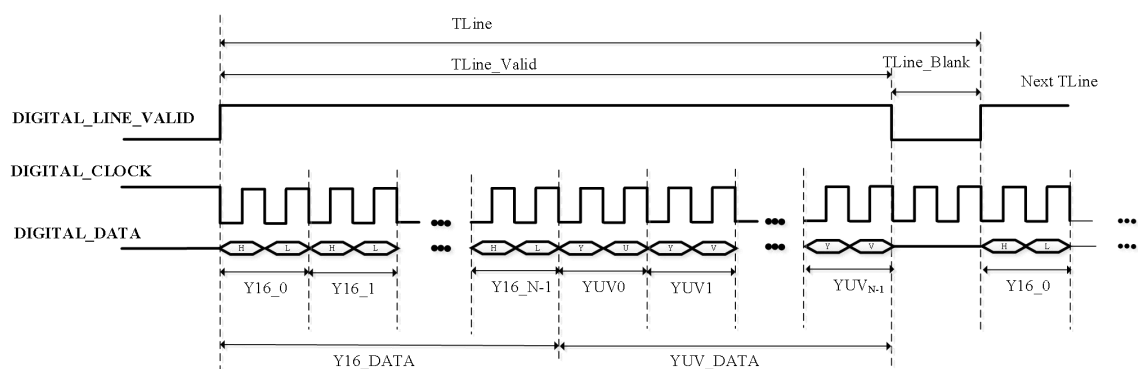 TLine
TLine_Valid
TLine_Blank
Next TLine
DIGITAL_LINE_VALID
DIGITAL_CLOCK
DIGITAL_DATA
H L H L H L Y U Y V Y V H L
Y16_0 Y16_1 Y16_N-1 YUV0 YUV1 YUVN-1 Y16_0
Y16_DATA YUV_DATA